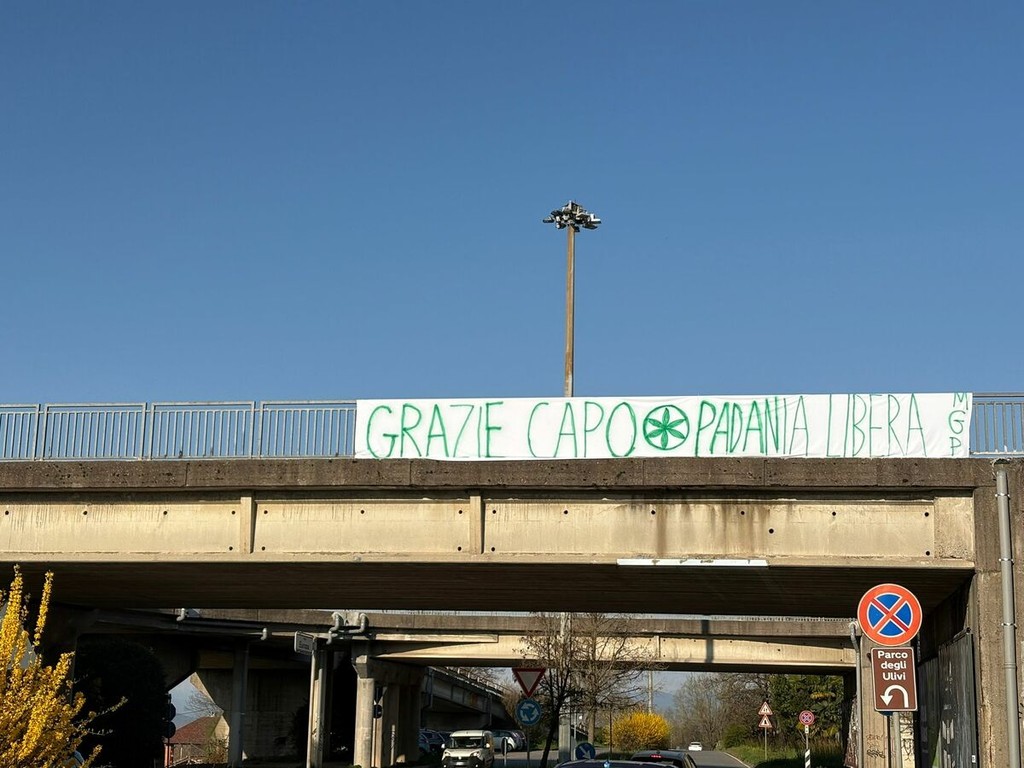 GRAZIE CAPO PADANIA LIBERA
MGP
Parco
degli
Ulivi